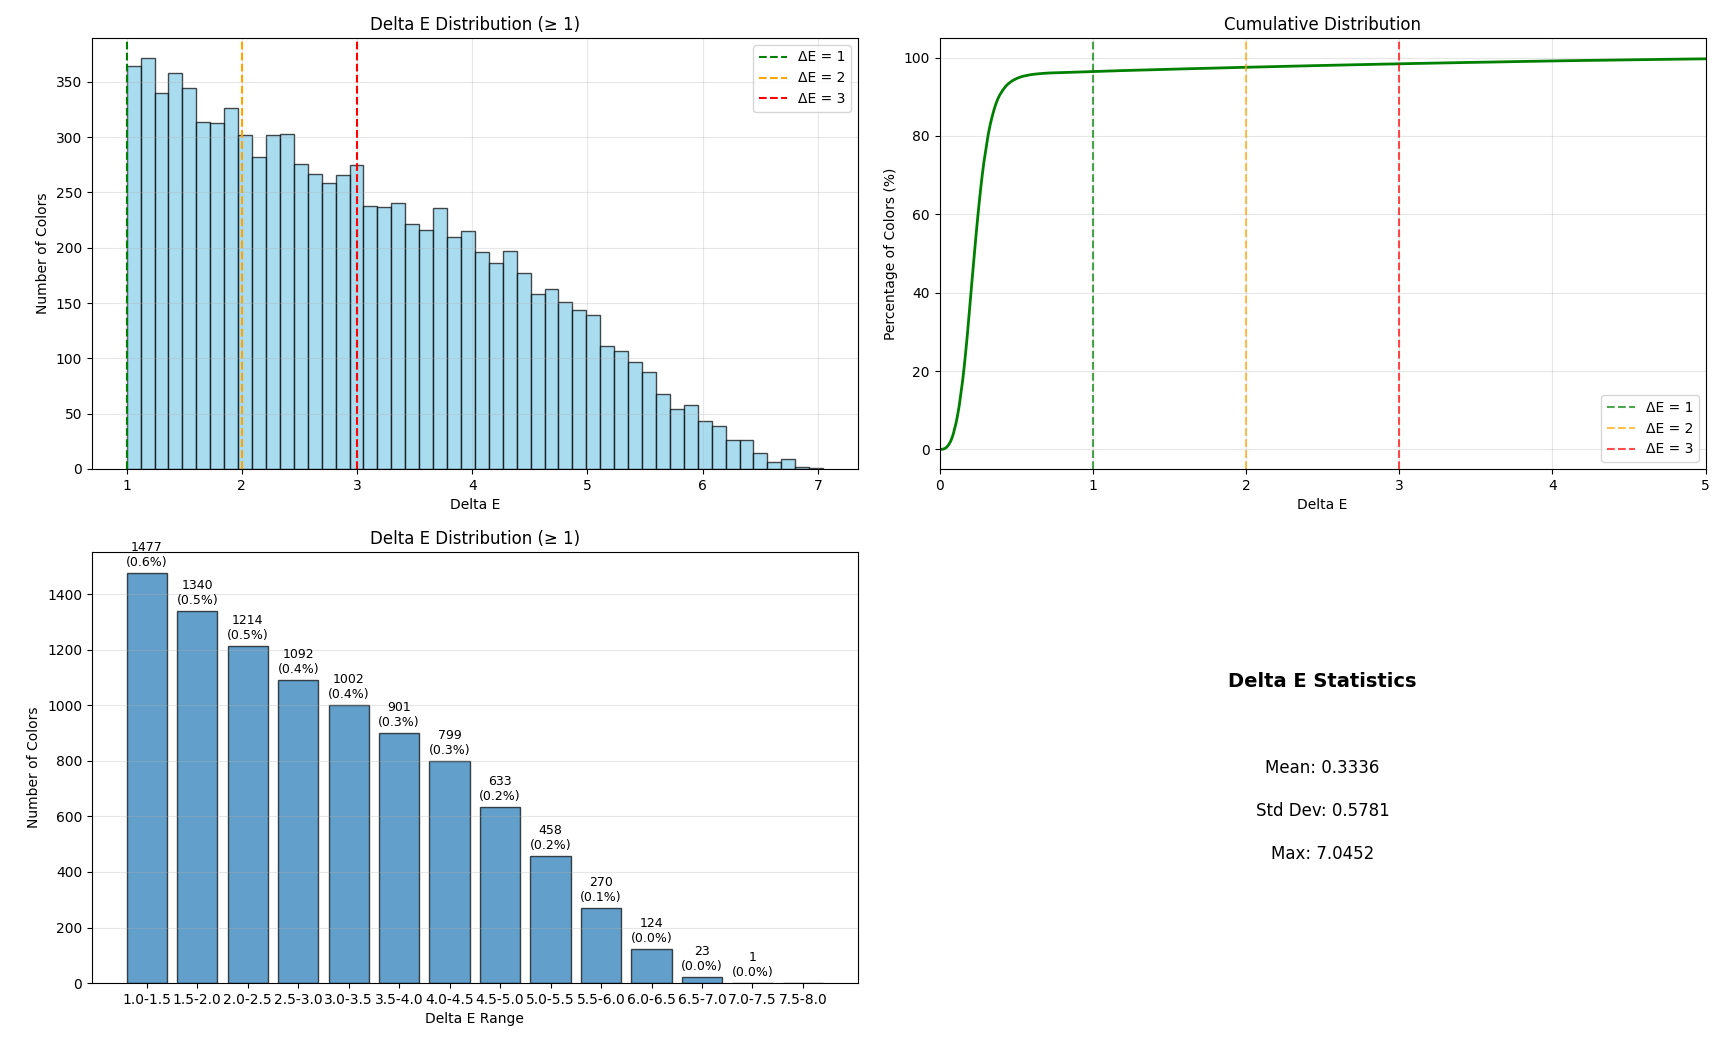 Delta E Distribution (≥ 1)
350
300
250
200
150
100
50
0
Number of Colors
ΔE = 1
ΔE = 2
ΔE = 3
1 2 3 4 5 6 7
Delta E
Cumulative Distribution
100
80
60
40
20
0
Percentage of Colors (%)
ΔE = 1
ΔE = 2
ΔE = 3
0 1 2 3 4 5
Delta E
Delta E Distribution (≥ 1)
1400
1200
1000
800
600
400
200
0
Number of Colors
1477
(0.6%)
1340
(0.5%)
1214
(0.5%)
1092
(0.4%)
1002
(0.4%)
901
(0.3%)
799
(0.3%)
633
(0.2%)
458
(0.2%)
270
(0.1%)
124
(0.0%)
23
(0.0%)
1
(0.0%)
1.0-1.5 1.5-2.0 2.0-2.5 2.5-3.0 3.0-3.5 3.5-4.0 4.0-4.5 4.5-5.0 5.0-5.5 5.5-6.0 6.0-6.5 6.5-7.0 7.0-7.5 7.5-8.0
Delta E Range
Delta E Statistics
Mean: 0.3336
Std Dev: 0.5781
Max: 7.0452